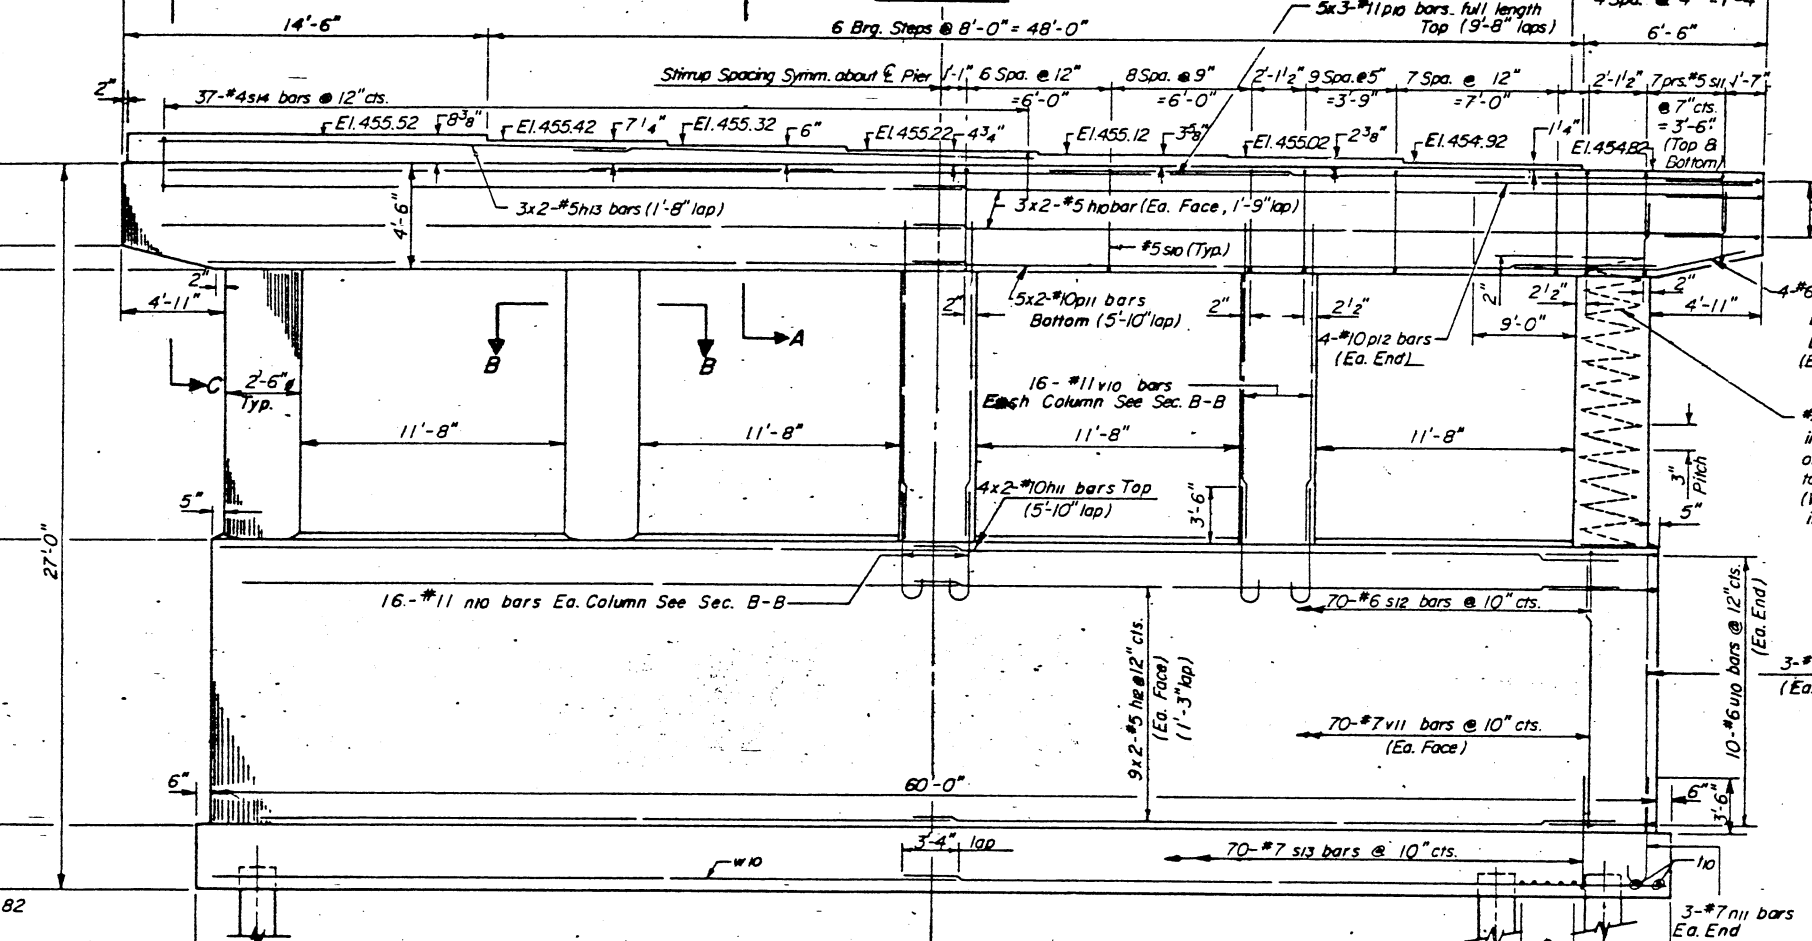 5x3-#11p10 bars. full length
Top (9'-8" laps)
14'-6"
6 Brg. Steps @ 8'-0" = 48'-0"
6'-6"
Stirrup Spacing Symm. about ℄ Pier
1'-1"
6 Spa. @ 12"
=6'-0"
8 Spa. @ 9"
=6'-0"
2'-1½"
9 Spa. @ 5"
=3'-9"
7 Spa. @ 12"
=7'-0"
2'-1½"
7 prs. #5 s11
1'-7"
@ 7" cts.
= 3'-6"
(Top &
Bottom)
2"
37-#4s14 bars @ 12" cts.
El. 455.52
8⅜"
El. 455.42
7¼"
El. 455.32
6"
El. 455.22
4¾"
El. 455.12
3⅝"
El. 455.02
2⅜"
El. 454.92
1¼"
El. 454.82
3x2-#5h13 bars (1'-8" lap)
4'-6"
3x2-#5 h10 bar (Ea. Face, 1'-9" lap)
#5 s10 (Typ.)
2"
4'-11"
5x2-#10p11 bars
Bottom (5'-10" lap)
2"
2"
2½"
2"
2½"
2"
4'-11"
4-#6
9'-0"
4-#10 p12 bars
(Ea. End)
A
B
B
C
2'-6"ø
Typ.
16- #11 v10 bars
Each Column See Sec. B-B
11'-8"
11'-8"
11'-8"
11'-8"
3"
Pitch
5"
5"
4x2-#10h11 bars Top
(5'-10" lap)
3'-6"
27'-0"
16.-#11 n10 bars Ea. Column See Sec. B-B
70-#6 s12 bars @ 10" cts.
9x2-#5 h12 @ 12" cts.
(Ea. Face)
(11'-3" lap)
10-#6 u10 bars @ 12" cts.
(Ea. End)
3-#
(Ea.
70-#7 v11 bars @ 10" cts.
(Ea. Face)
6"
60'-0"
6"
3'-6"
3'-4" lap
70-#7 s13 bars @ 10" cts.
w10
t10
82
3-#7 n11 bars
Ea. End